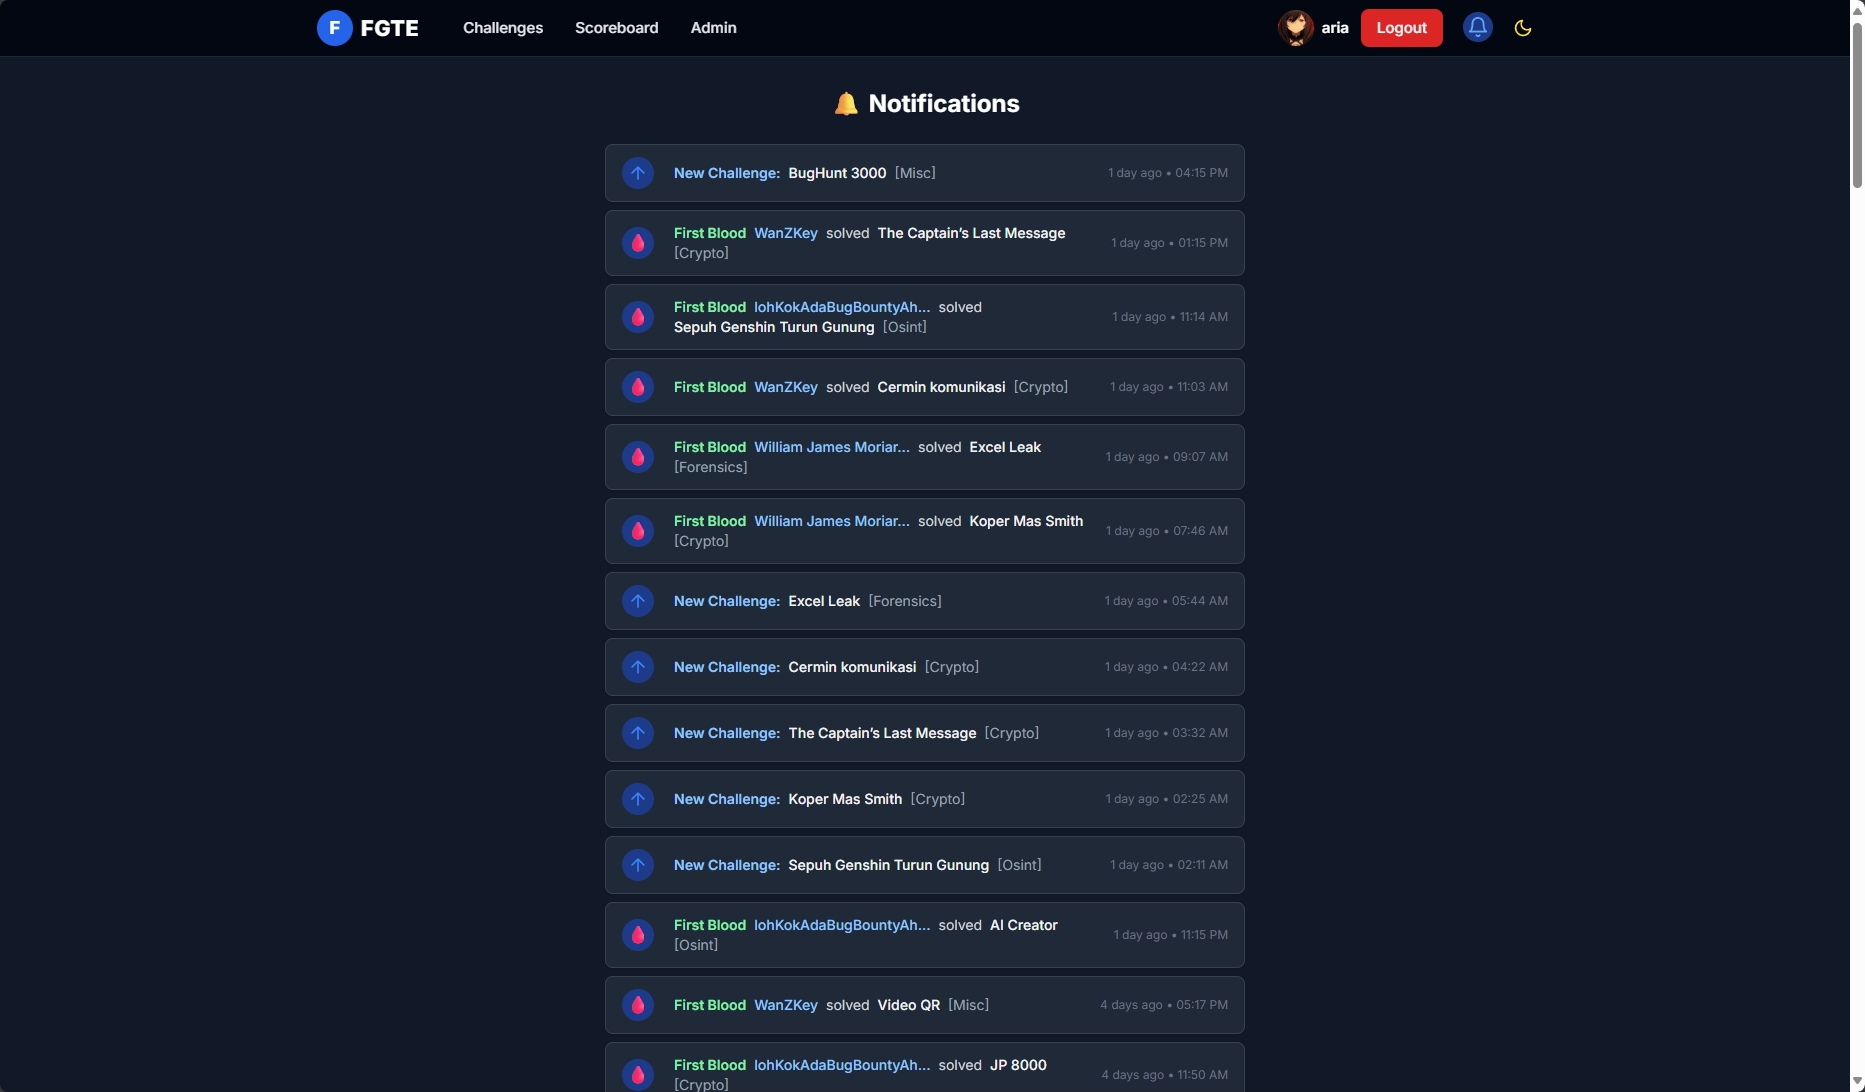 F FGTE Challenges Scoreboard Admin aria Logout
🔔 Notifications
New Challenge: BugHunt 3000 [Misc] 1 day ago • 04:15 PM
First Blood WanZKey solved The Captain’s Last Message
[Crypto]
1 day ago • 01:15 PM
First Blood IohKokAdaBugBountyAh... solved
Sepuh Genshin Turun Gunung [Osint]
1 day ago • 11:14 AM
First Blood WanZKey solved Cermin komunikasi [Crypto] 1 day ago • 11:03 AM
First Blood William James Moriar... solved Excel Leak
[Forensics]
1 day ago • 09:07 AM
First Blood William James Moriar... solved Koper Mas Smith
[Crypto]
1 day ago • 07:46 AM
New Challenge: Excel Leak [Forensics] 1 day ago • 05:44 AM
New Challenge: Cermin komunikasi [Crypto] 1 day ago • 04:22 AM
New Challenge: The Captain’s Last Message [Crypto] 1 day ago • 03:32 AM
New Challenge: Koper Mas Smith [Crypto] 1 day ago • 02:25 AM
New Challenge: Sepuh Genshin Turun Gunung [Osint] 1 day ago • 02:11 AM
First Blood IohKokAdaBugBountyAh... solved AI Creator
[Osint]
1 day ago • 11:15 PM
First Blood WanZKey solved Video QR [Misc] 4 days ago • 05:17 PM
First Blood IohKokAdaBugBountyAh... solved JP 8000
[Crypto]
4 days ago • 11:50 AM